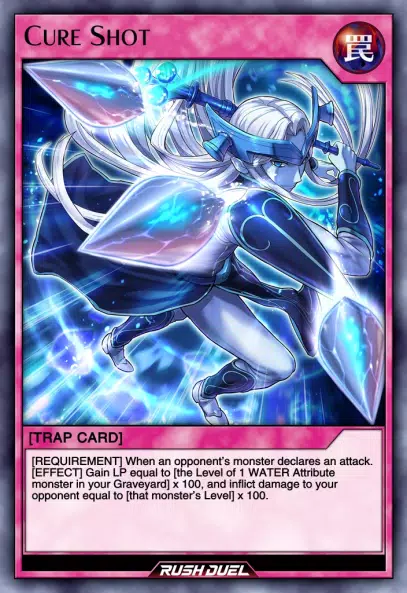 CURE SHOT
罠
[TRAP CARD]
[REQUIREMENT] When an opponent's monster declares an attack.
[EFFECT] Gain LP equal to [the Level of 1 WATER Attribute
monster in your Graveyard] x 100, and inflict damage to your
opponent equal to [that monster's Level] x 100.
RUSH DUEL